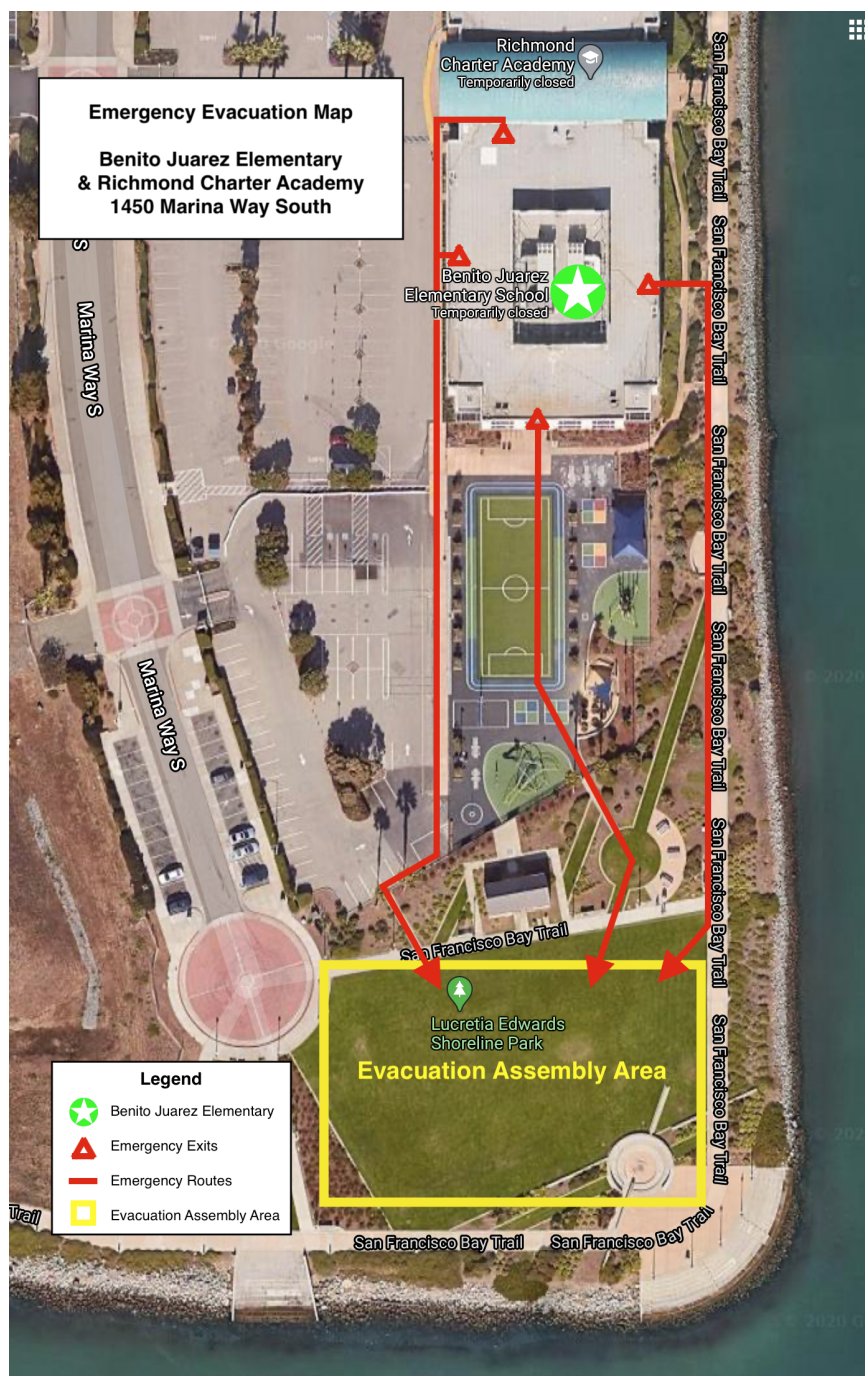 Richmond
Charter Academy
Temporarily closed
Emergency Evacuation Map
Benito Juarez Elementary
& Richmond Charter Academy
1450 Marina Way South
San Francisco Bay Trail
San Francisco Bay Trail
S
Benito Juarez
Elementary School
Temporarily closed
Marina Way S
San Francisco Bay Trail
San Francisco Bay Trail
© 2020
Marina Way S
San Francisco Bay Trail
San Francisco Bay Trail
Lucretia Edwards
Shoreline Park
Evacuation Assembly Area
San Francisco Bay Trail
Legend
Benito Juarez Elementary
Emergency Exits
Emergency Routes
Evacuation Assembly Area
Trail
San Francisco Bay Trail
San Francisco Bay Trail
© 2020 G